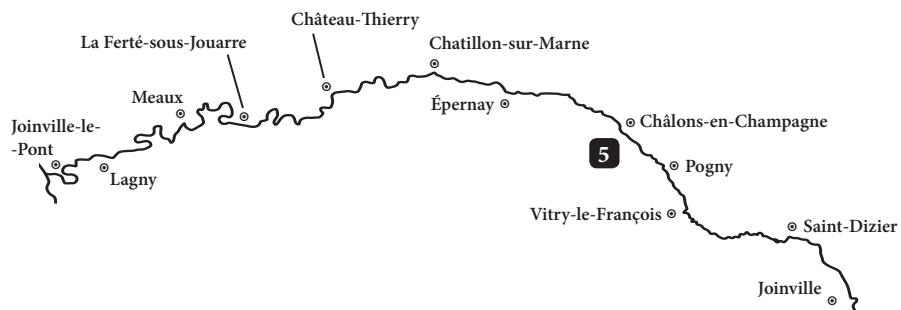 Château-Thierry
La Ferté-sous-Jouarre
Chatillon-sur-Marne
Meaux
Épernay
Joinville-le-
-Pont
Châlons-en-Champagne
5
Lagny
Pogny
Vitry-le-François
Saint-Dizier
Joinville